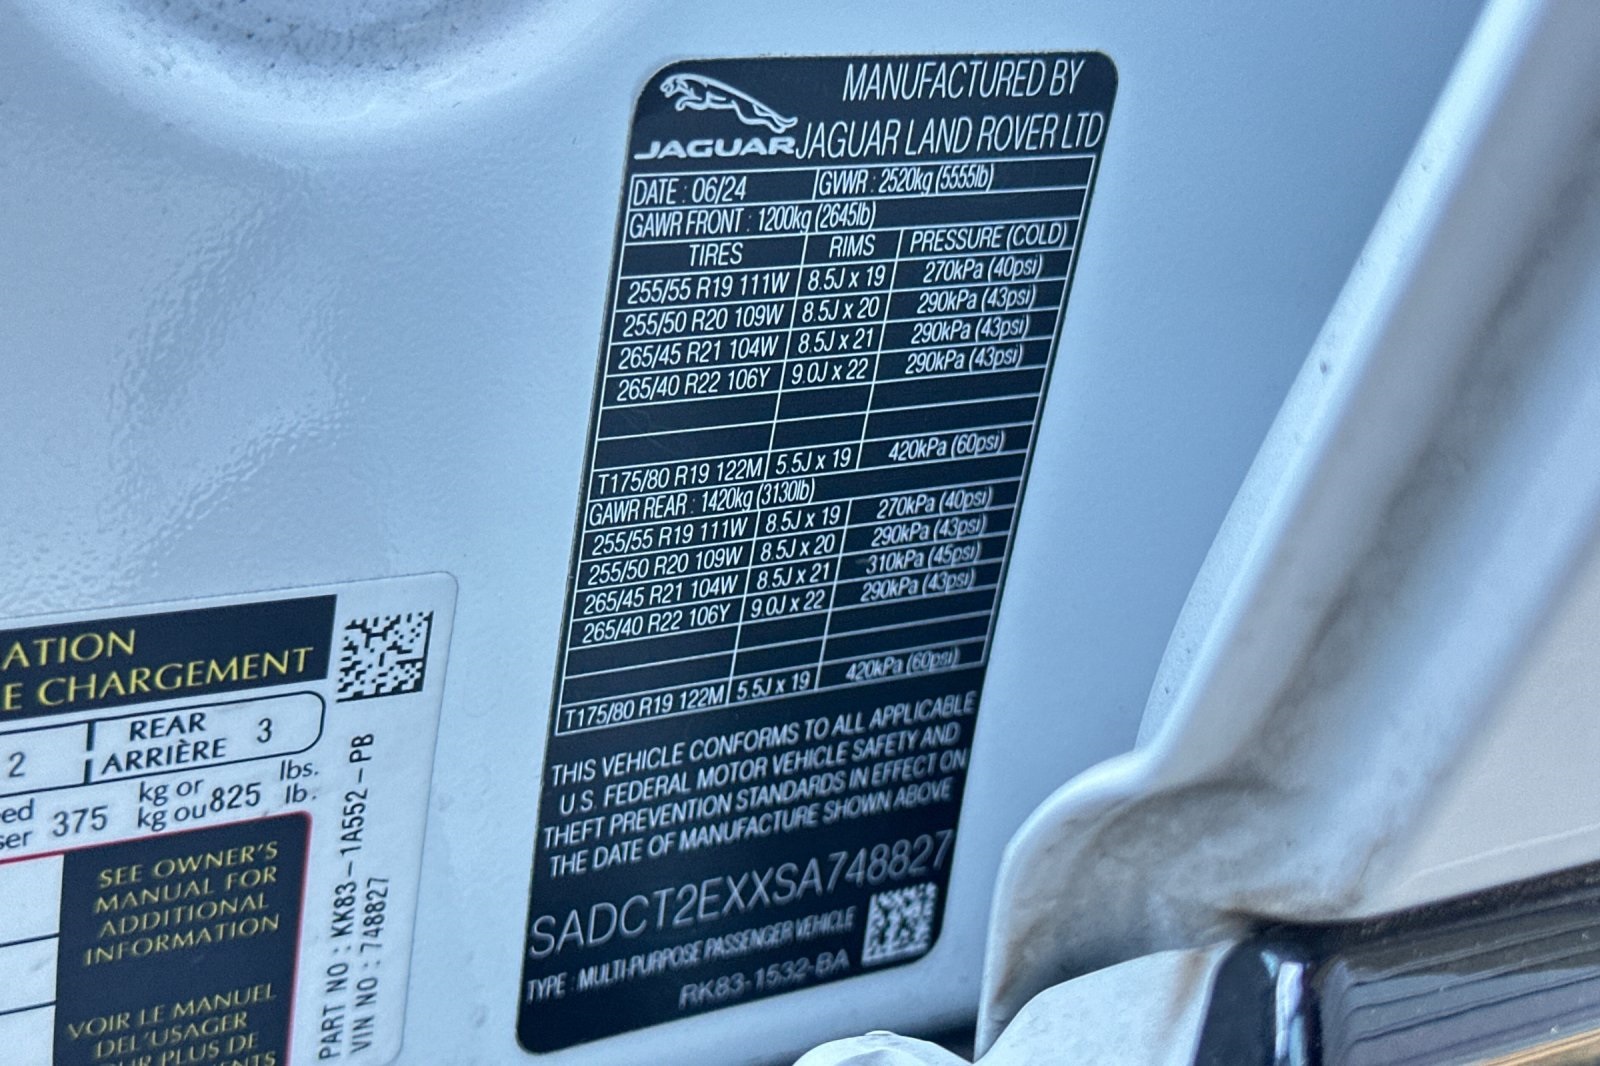 JAGUAR
MANUFACTURED BY
JAGUAR LAND ROVER LTD
DATE : 06/24 GVWR : 2520kg (5555lb)
GAWR FRONT : 1200kg (2645lb)
TIRES RIMS PRESSURE (COLD)
255/55 R19 111W 8.5J x 19 270kPa (40psi)
255/50 R20 109W 8.5J x 20 290kPa (43psi)
265/45 R21 104W 8.5J x 21 290kPa (43psi)
265/40 R22 106Y 9.0J x 22 290kPa (43psi)
T175/80 R19 122M 5.5J x 19 420kPa (60psi)
GAWR REAR : 1420kg (3130lb)
255/55 R19 111W 8.5J x 19 270kPa (40psi)
255/50 R20 109W 8.5J x 20 290kPa (43psi)
265/45 R21 104W 8.5J x 21 310kPa (45psi)
265/40 R22 106Y 9.0J x 22 290kPa (43psi)
T175/80 R19 122M 5.5J x 19 420kPa (60psi)
THIS VEHICLE CONFORMS TO ALL APPLICABLE
U.S. FEDERAL MOTOR VEHICLE SAFETY AND
THEFT PREVENTION STANDARDS IN EFFECT ON
THE DATE OF MANUFACTURE SHOWN ABOVE
SADCT2EXXSA748827
TYPE : MULTI-PURPOSE PASSENGER VEHICLE
RK83-1532-BA
ATION
E CHARGEMENT
2 REAR
ARRIÈRE 3
eed 375 kg or 825 lbs.
ser kg ou lb.
SEE OWNER'S
MANUAL FOR
ADDITIONAL
INFORMATION
VOIR LE MANUEL
DEL'USAGER
UR PLUS DE
ENTS
PART NO : KK83-1A552-PB
VIN NO : 748827